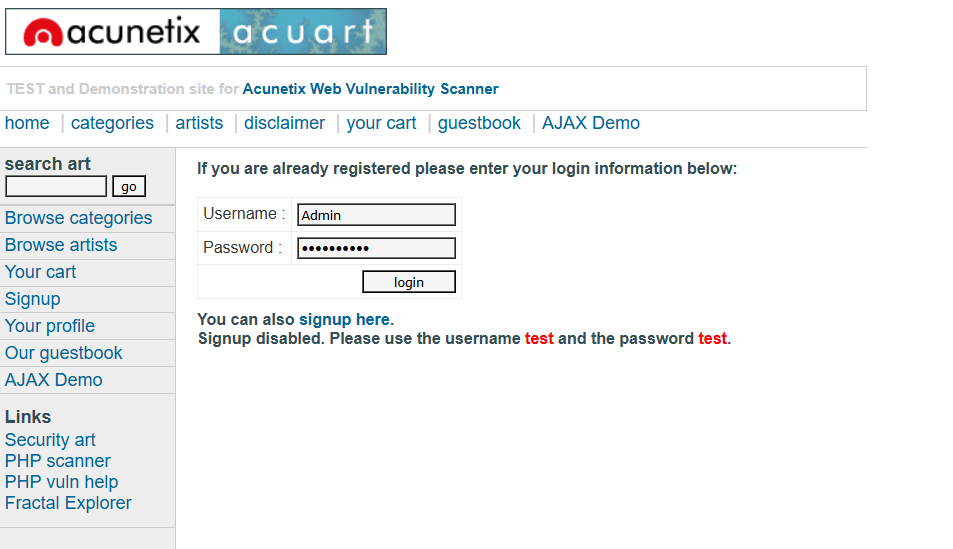 acunetix acuart
TEST and Demonstration site for Acunetix Web Vulnerability Scanner
home | categories | artists | disclaimer | your cart | guestbook | AJAX Demo
search art
go
Browse categories
Browse artists
Your cart
Signup
Your profile
Our guestbook
AJAX Demo
Links
Security art
PHP scanner
PHP vuln help
Fractal Explorer
If you are already registered please enter your login information below:
Username : Admin
Password : ••••••••••
login
You can also signup here.
Signup disabled. Please use the username test and the password test.